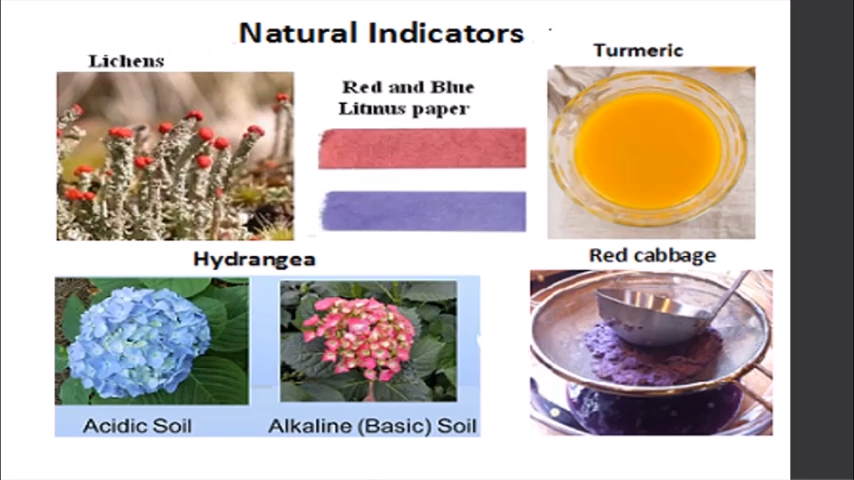 Natural Indicators
Lichens
Red and Blue
Litmus paper
Turmeric
Hydrangea
Red cabbage
Acidic Soil
Alkaline (Basic) Soil